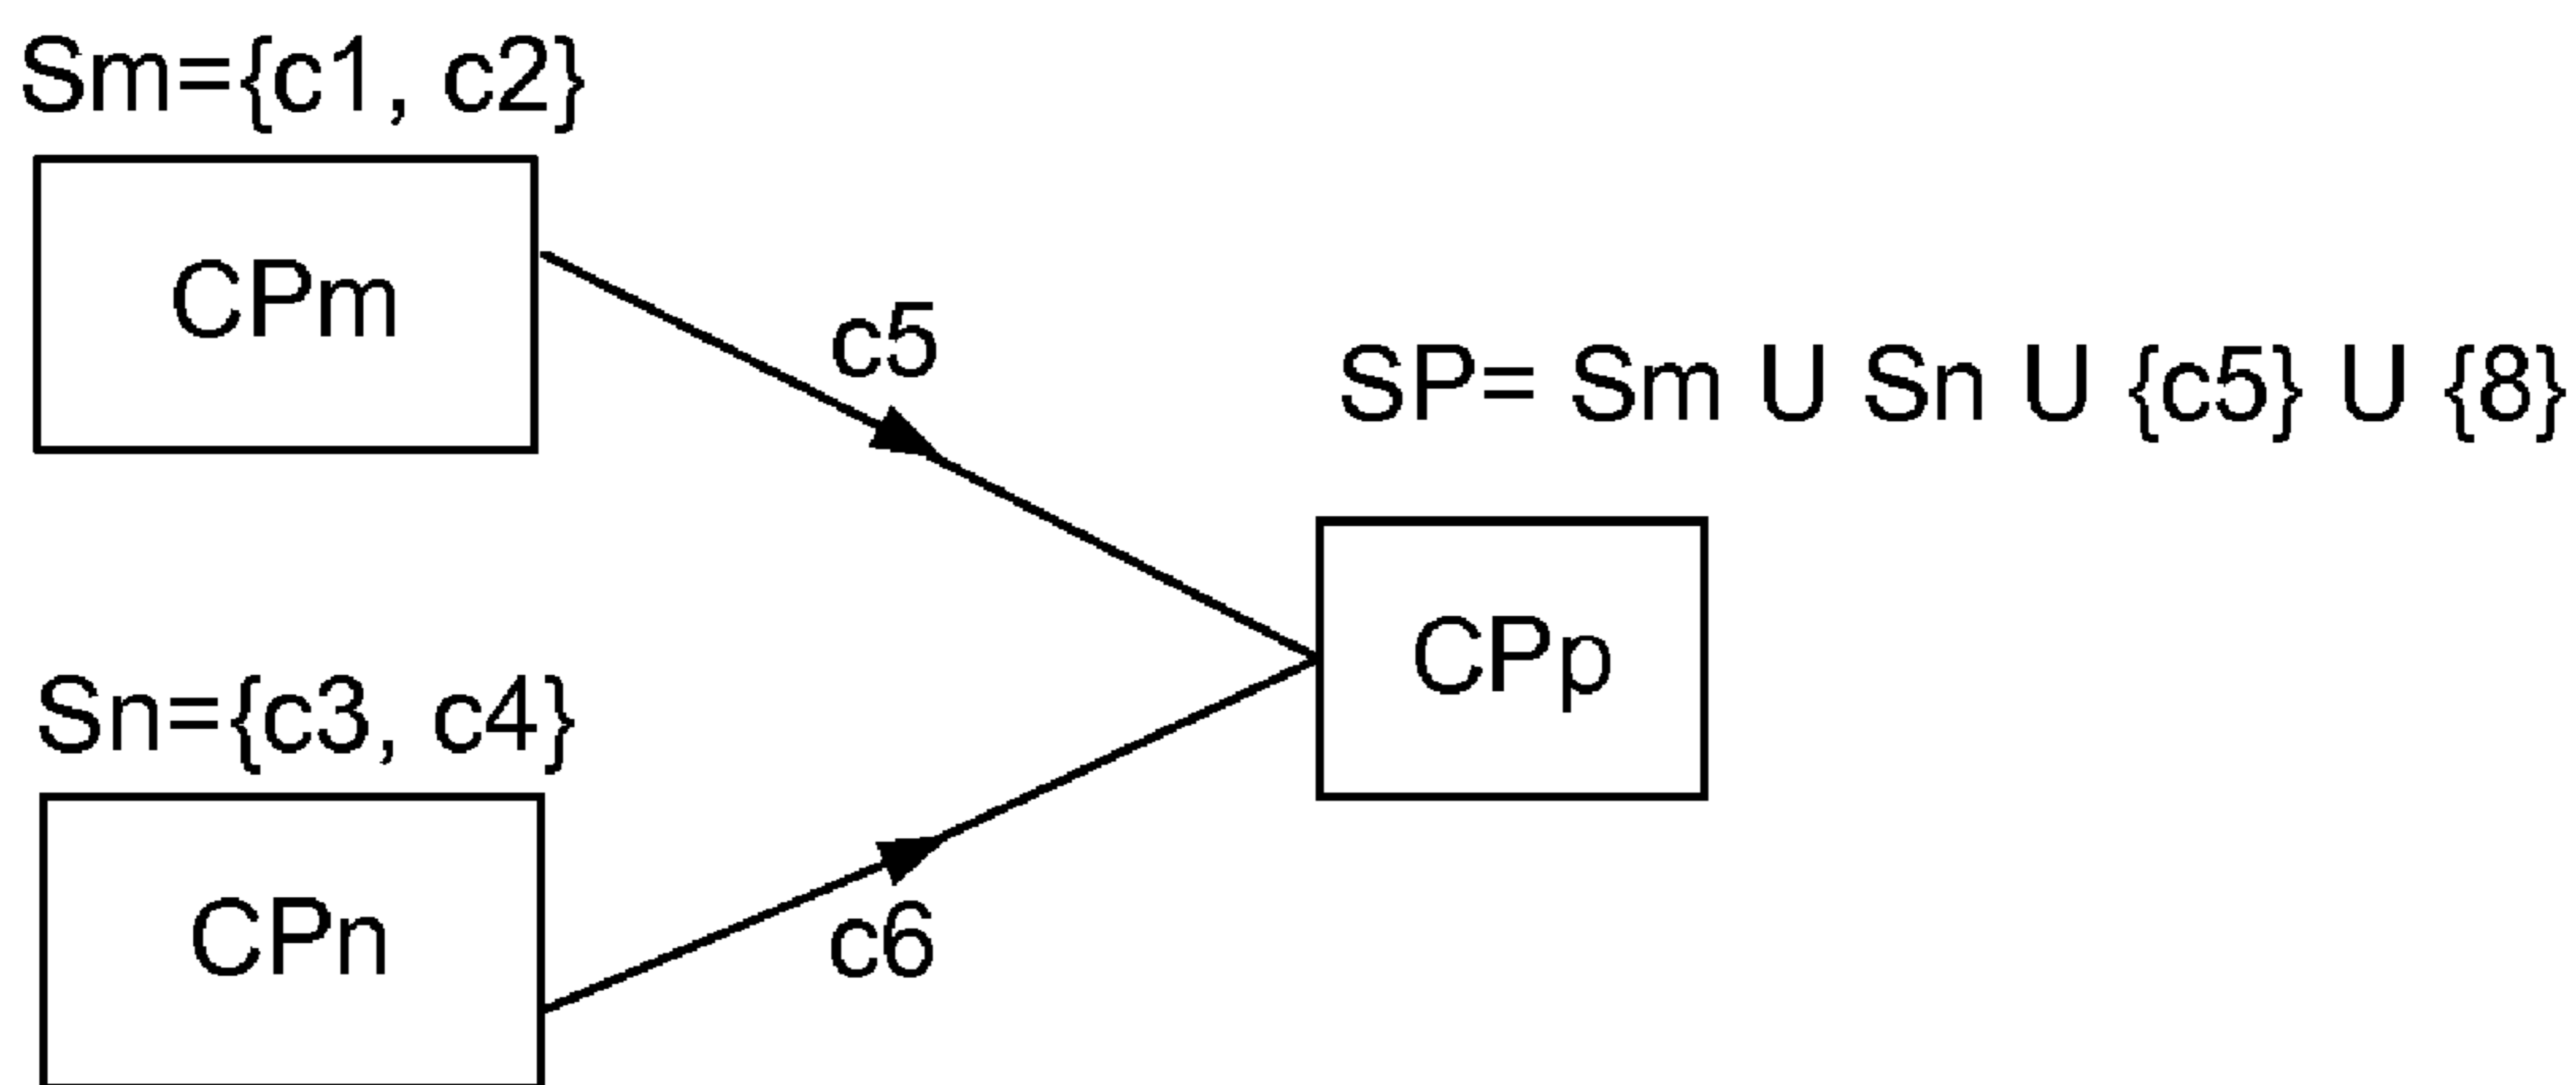 Sm={c1, c2}
CPm
c5
SP= Sm U Sn U {c5} U {8}
CPp
Sn={c3, c4}
CPn
c6